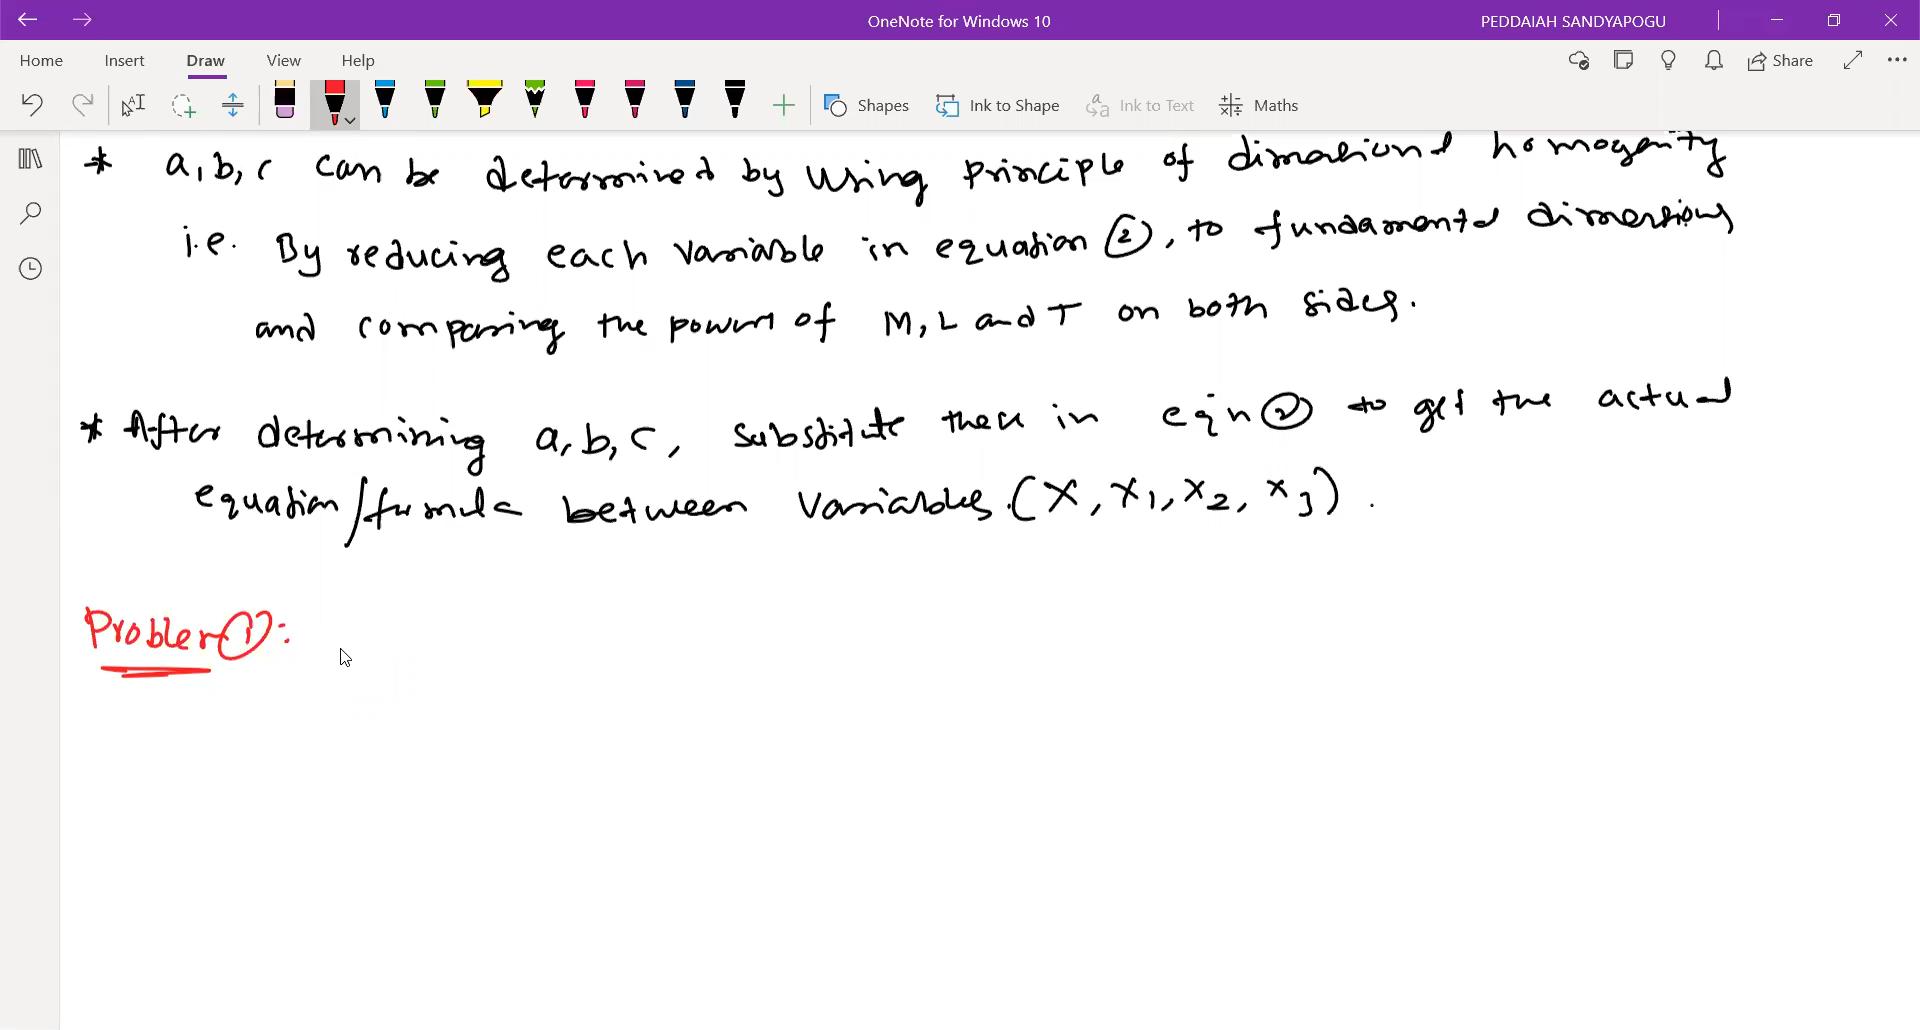 OneNote for Windows 10
PEDDAIAH SANDYAPOGU
Home Insert Draw View Help
Share
Shapes Ink to Shape Ink to Text Maths
* a, b, c can be determined by using principle of dimensional homogenity
i.e. By reducing each variable in equation ②, to fundamental dimensions
and comparing the powers of M, L and T on both sides.
* After determining a, b, c, substitute them in eqn ② to get the actual
equation/formula between variables (X, X1, X2, X3).
Problem ①: